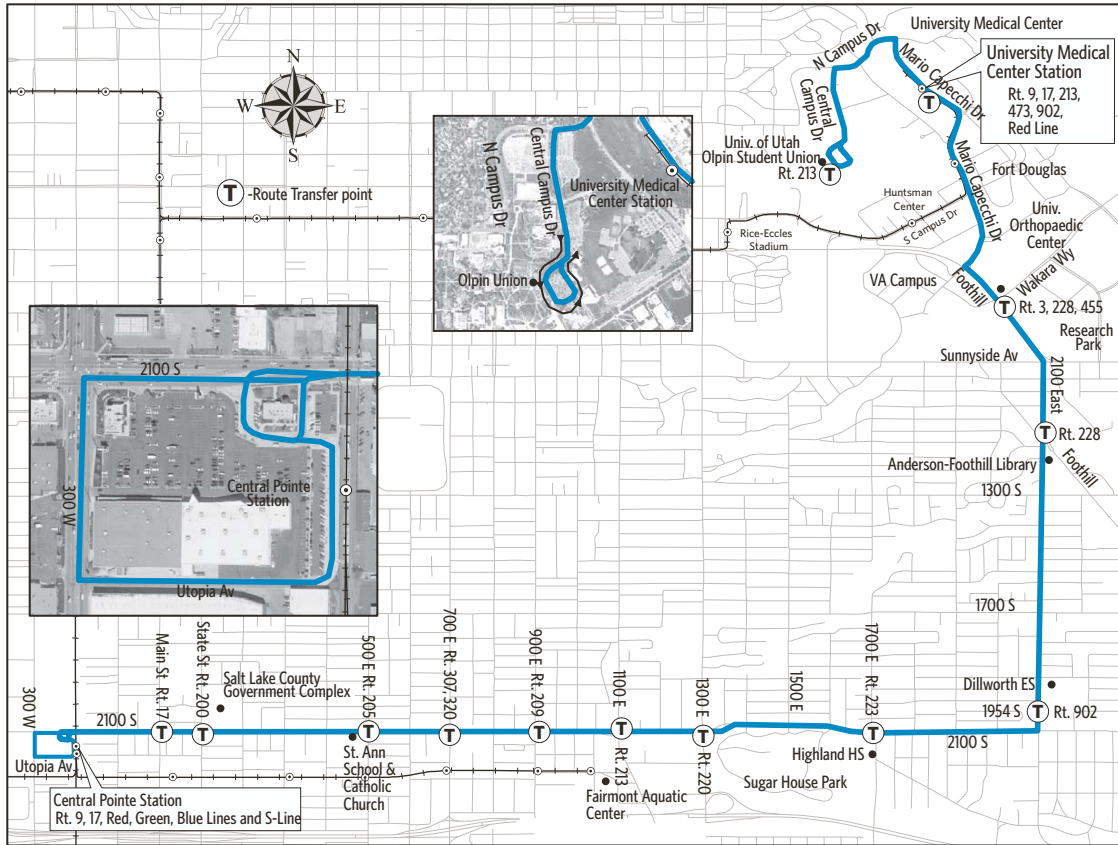 University Medical Center
N Campus Dr
University Medical
Center Station
Rt. 9, 17, 213,
473, 902,
Red Line
Mario Capecchi Dr
T
N
W E
S
Central
Campus Dr
Univ. of Utah
Olpin Student Union
Rt. 213
T
Mario Capecchi Dr
Fort Douglas
T -Route Transfer point
N Campus Dr
Central Campus Dr
University Medical
Center Station
Olpin Union
Huntsman
Center
S Campus Dr
Rice-Eccles
Stadium
Univ.
Orthopaedic
Center
VA Campus
Foothill
Wakara Wy
T Rt. 3, 228, 455
Research
Park
Sunnyside Av
2100 East
T Rt. 228
Foothill
Anderson-Foothill Library
1300 S
2100 S
300 W
Central Pointe
Station
Utopia Av
1700 S
Dillworth ES
1954 S
T Rt. 902
2100 S
300 W
2100 S
Main St Rt. 17
T
State St Rt. 200
T
Salt Lake County
Government Complex
500 E Rt. 205
T
St. Ann
School &
Catholic
Church
700 E Rt. 307,320
T
900 E Rt. 209
T
1100 E
T
Rt. 213
Fairmont Aquatic
Center
1300 E
T
Rt. 220
1500 E
1700 E Rt. 223
T
Highland HS
Sugar House Park
Utopia Av
Central Pointe Station
Rt. 9, 17, Red, Green, Blue Lines and S-Line